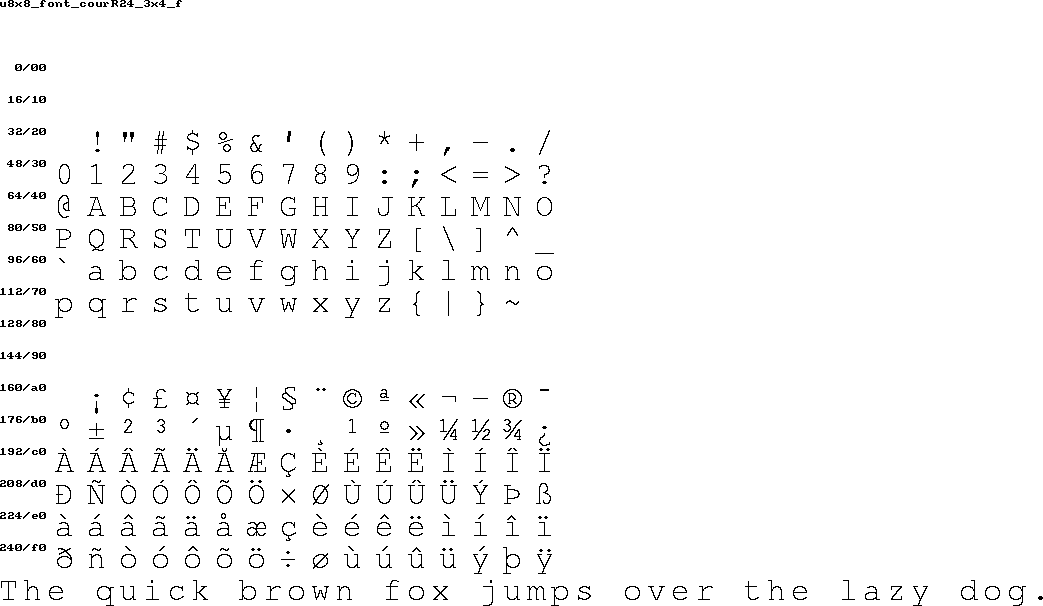 u8x8_font_courR24_3x4_f
0/00
16/10
32/20 ! " # $ % & ' ( ) * + , - . /
48/30 0 1 2 3 4 5 6 7 8 9 : ; < = > ?
64/40 @ A B C D E F G H I J K L M N O
80/50 P Q R S T U V W X Y Z [ \ ] ^ _
96/60 ` a b c d e f g h i j k l m n o
112/70 p q r s t u v w x y z { | } ~
128/80
144/90
160/a0 ¡ ¢ £ ¤ ¥ ¦ § ¨ © ª « ¬ - ® ¯
176/b0 º ± ² ³ ´ µ ¶ · ¸ ¹ º » ¼ ½ ¾ ¿
192/c0 À Á Â Ã Ä Å Æ Ç È É Ê Ë Ì Í Î Ï
208/d0 Ð Ñ Ò Ó Ô Õ Ö × Ø Ù Ú Û Ü Ý Þ ß
224/e0 à á â ã ä å æ ç è é ê ë ì í î ï
240/f0 ð ñ ò ó ô õ ö ÷ ø ù ú û ü ý þ ÿ
The quick brown fox jumps over the lazy dog.